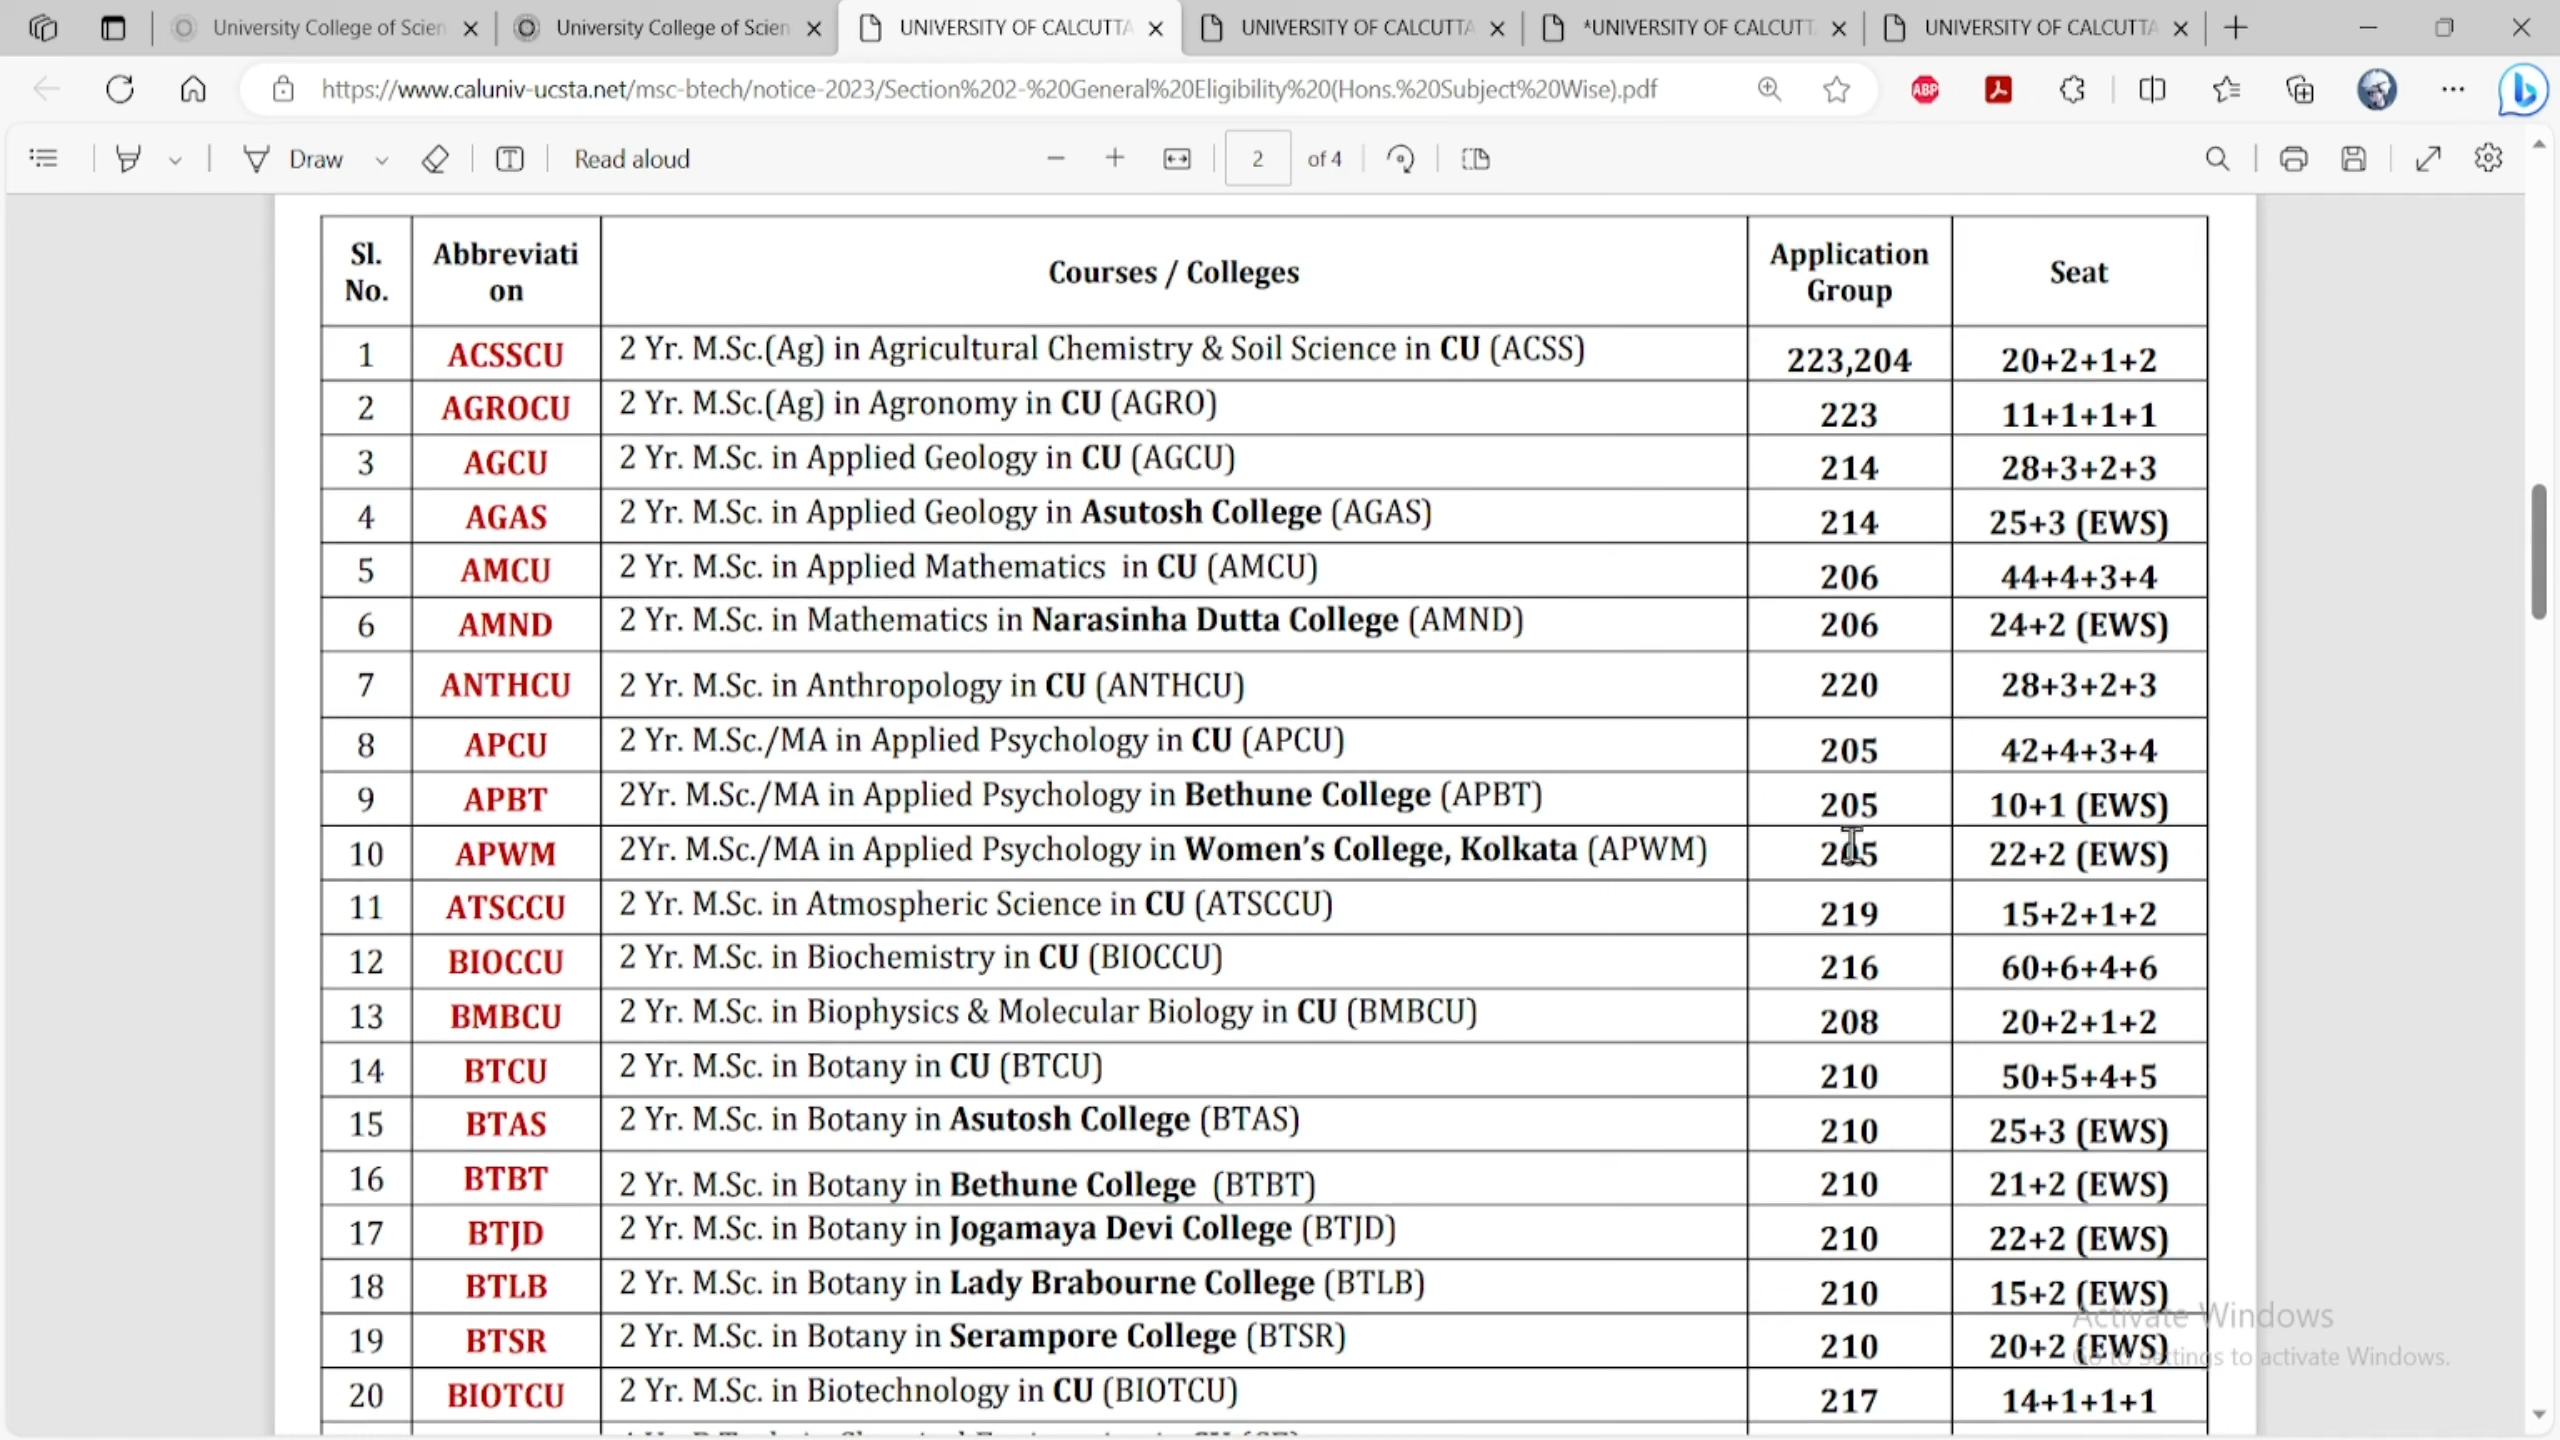 University College of Scien
University College of Scien
UNIVERSITY OF CALCUTTA
UNIVERSITY OF CALCUTTA
*UNIVERSITY OF CALCUTT
UNIVERSITY OF CALCUTTA
https://www.caluniv-ucsta.net/msc-btech/notice-2023/Section%202-%20General%20Eligibility%20(Hons.%20Subject%20Wise).pdf
ABP
Draw
Read aloud
2 of 4
Sl. No. Abbreviati on Courses / Colleges Application Group Seat
1 ACSSCU 2 Yr. M.Sc.(Ag) in Agricultural Chemistry & Soil Science in CU (ACSS) 223,204 20+2+1+2
2 AGROCU 2 Yr. M.Sc.(Ag) in Agronomy in CU (AGRO) 223 11+1+1+1
3 AGCU 2 Yr. M.Sc. in Applied Geology in CU (AGCU) 214 28+3+2+3
4 AGAS 2 Yr. M.Sc. in Applied Geology in Asutosh College (AGAS) 214 25+3 (EWS)
5 AMCU 2 Yr. M.Sc. in Applied Mathematics in CU (AMCU) 206 44+4+3+4
6 AMND 2 Yr. M.Sc. in Mathematics in Narasinha Dutta College (AMND) 206 24+2 (EWS)
7 ANTHCU 2 Yr. M.Sc. in Anthropology in CU (ANTHCU) 220 28+3+2+3
8 APCU 2 Yr. M.Sc./MA in Applied Psychology in CU (APCU) 205 42+4+3+4
9 APBT 2Yr. M.Sc./MA in Applied Psychology in Bethune College (APBT) 205 10+1 (EWS)
10 APWM 2Yr. M.Sc./MA in Applied Psychology in Women's College, Kolkata (APWM) 205 22+2 (EWS)
11 ATSCCU 2 Yr. M.Sc. in Atmospheric Science in CU (ATSCCU) 219 15+2+1+2
12 BIOCCU 2 Yr. M.Sc. in Biochemistry in CU (BIOCCU) 216 60+6+4+6
13 BMBCU 2 Yr. M.Sc. in Biophysics & Molecular Biology in CU (BMBCU) 208 20+2+1+2
14 BTCU 2 Yr. M.Sc. in Botany in CU (BTCU) 210 50+5+4+5
15 BTAS 2 Yr. M.Sc. in Botany in Asutosh College (BTAS) 210 25+3 (EWS)
16 BTBT 2 Yr. M.Sc. in Botany in Bethune College (BTBT) 210 21+2 (EWS)
17 BTJD 2 Yr. M.Sc. in Botany in Jogamaya Devi College (BTJD) 210 22+2 (EWS)
18 BTLB 2 Yr. M.Sc. in Botany in Lady Brabourne College (BTLB) 210 15+2 (EWS)
19 BTSR 2 Yr. M.Sc. in Botany in Serampore College (BTSR) 210 20+2 (EWS)
20 BIOTCU 2 Yr. M.Sc. in Biotechnology in CU (BIOTCU) 217 14+1+1+1
Activate Windows
Go to Settings to activate Windows.